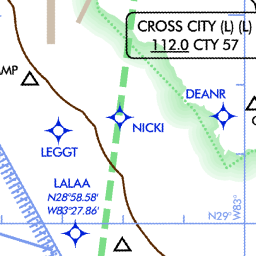 CROSS CITY (L) (L)
112.0 CTY 57
MP
DEANR
NICKI
LEGGT
LALAA
N28°58.58'
W83°27.86'
N29°
W83°